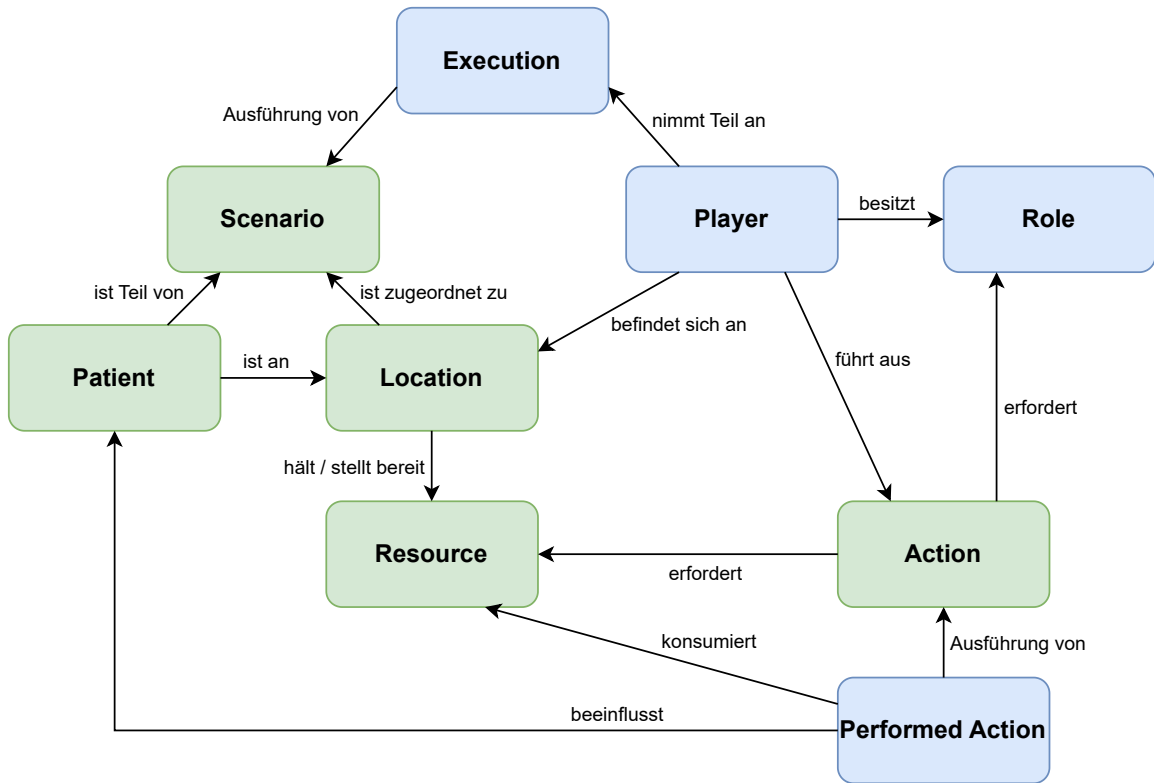 Execution
Ausführung von
nimmt Teil an
Scenario
Player
besitzt
Role
ist Teil von
ist zugeordnet zu
befindet sich an
Patient
ist an
Location
führt aus
erfordert
hält / stellt bereit
Resource
erfordert
Action
konsumiert
Ausführung von
beeinflusst
Performed Action